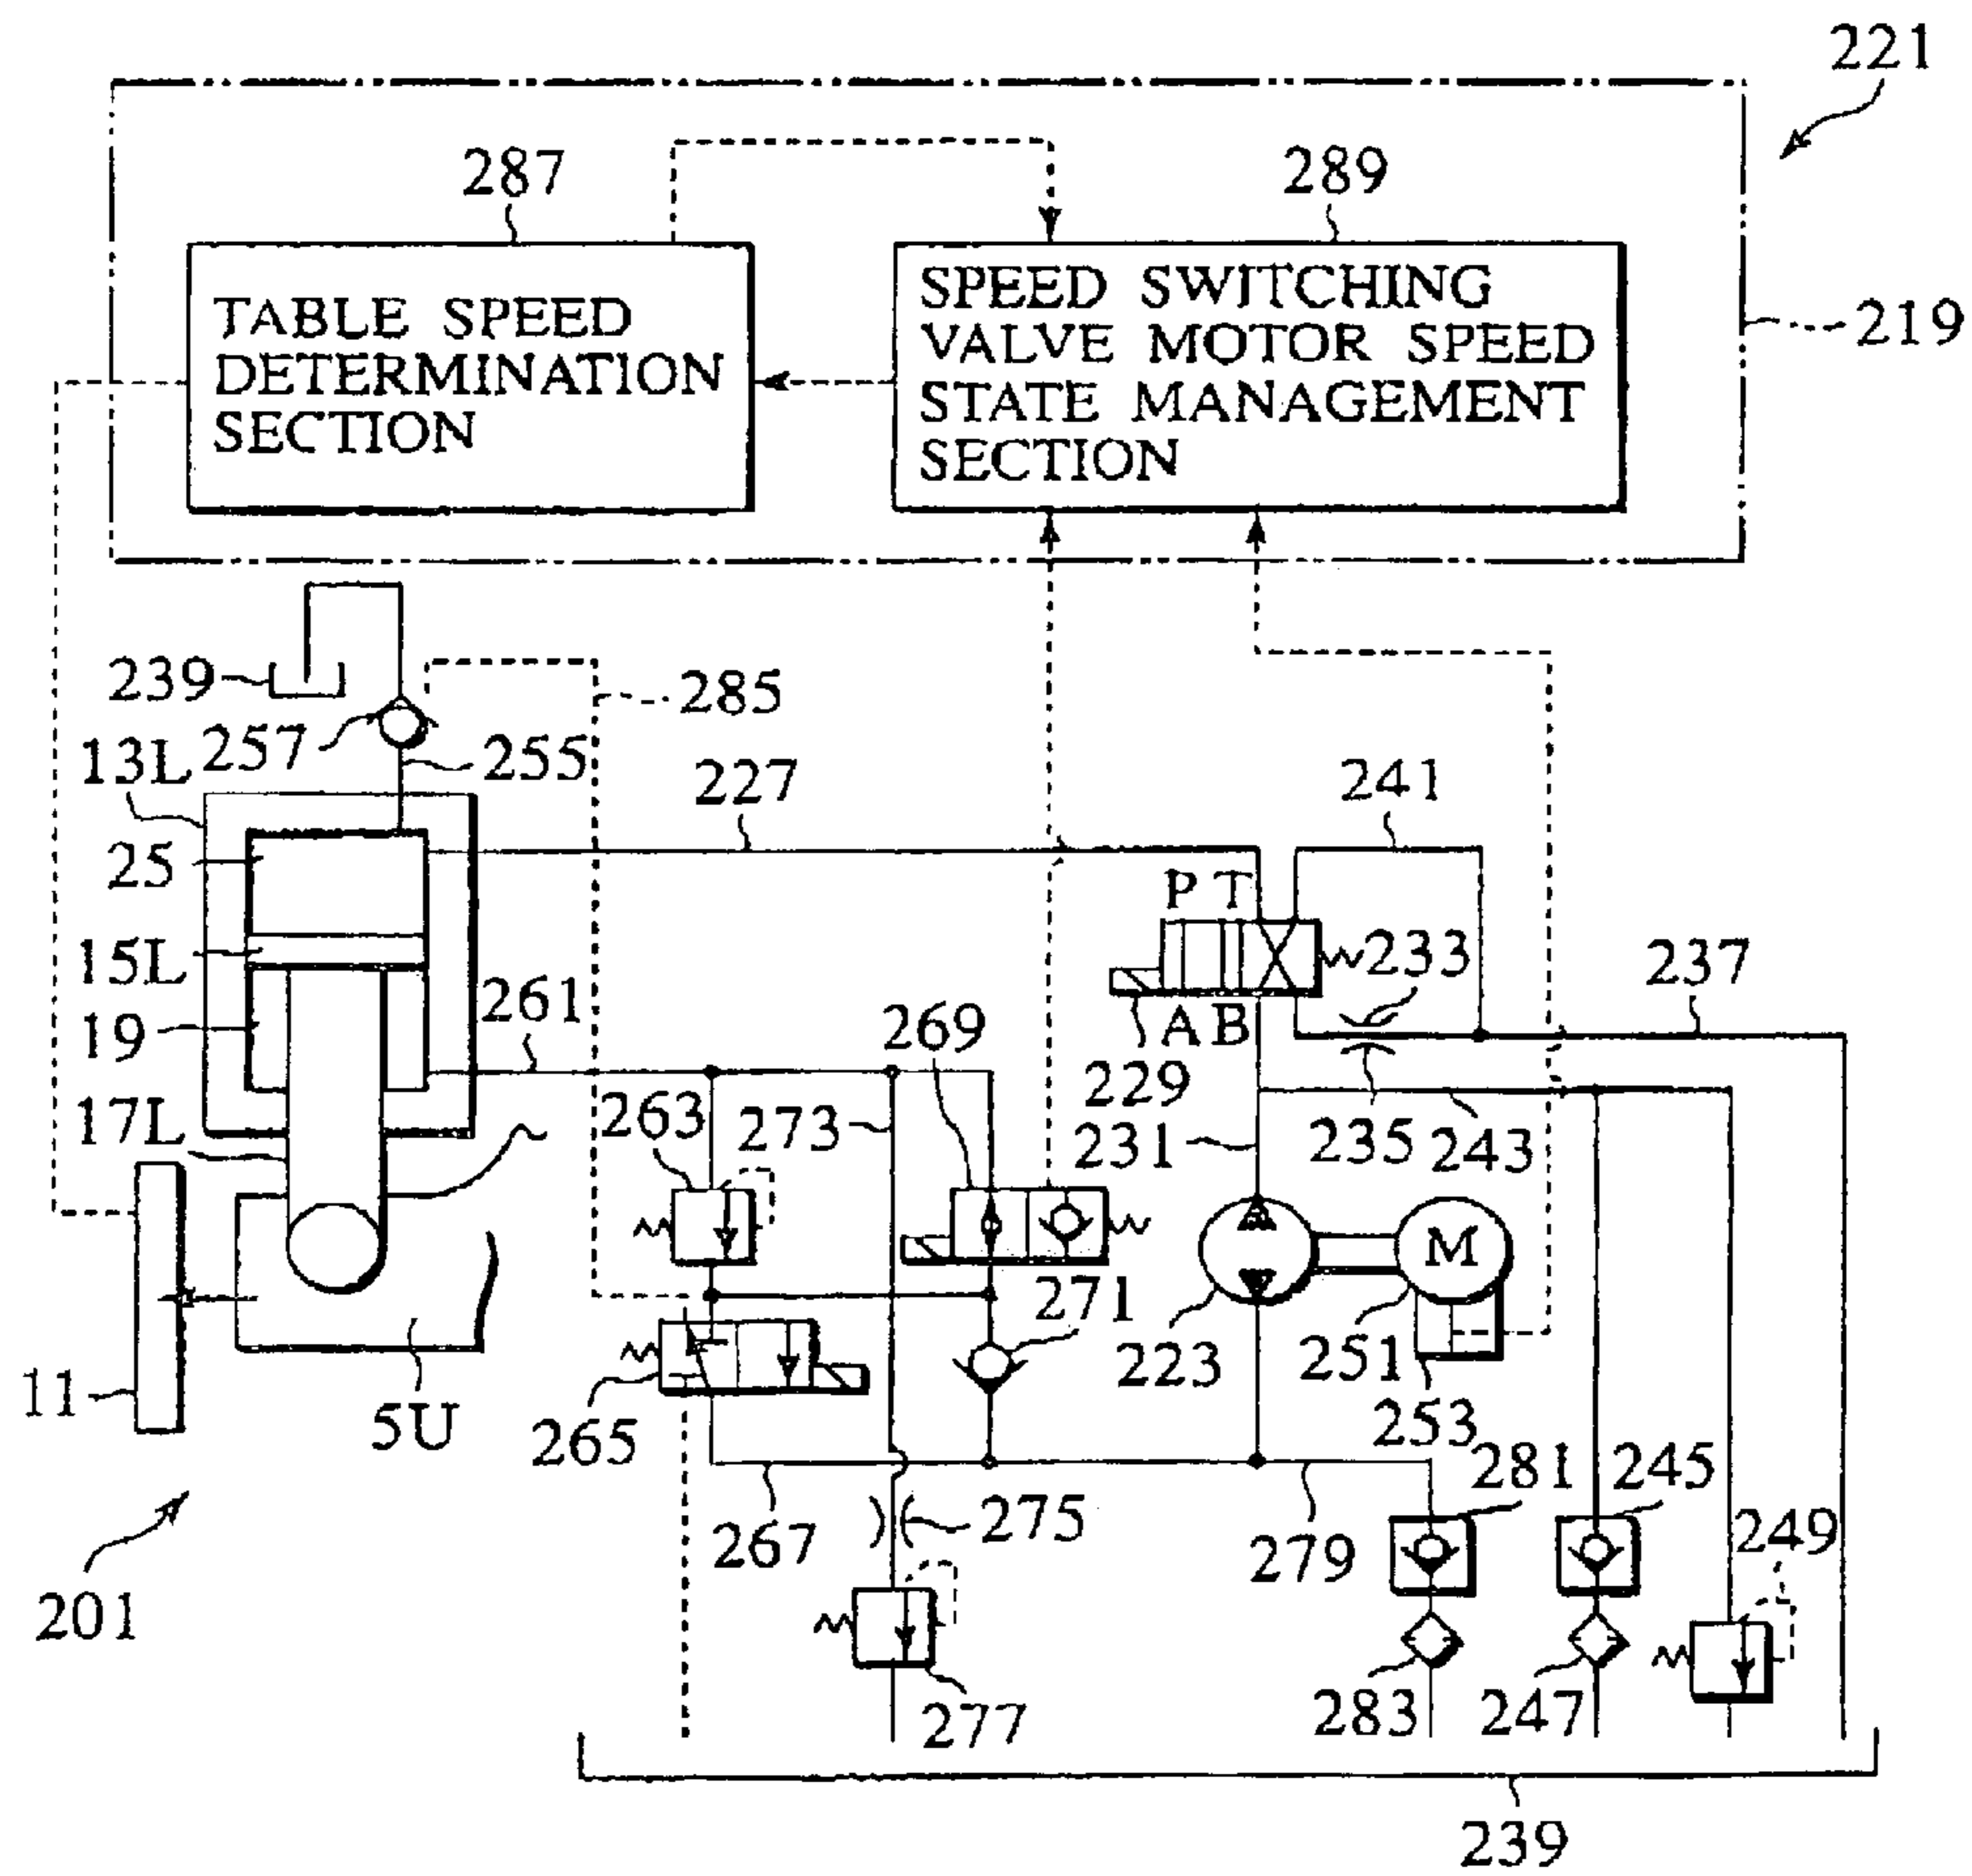 221
287
289
TABLE SPEED
DETERMINATION
SECTION
SPEED SWITCHING
VALVE MOTOR SPEED
STATE MANAGEMENT
SECTION
219
239
285
257
255
13L
227
241
25
P T
15L
233
237
261
269
19
A B
229
263
273
17L
231
235
243
M
271
223
251
11
5U
265
253
281
245
275
267
279
249
201
277
283
247
239